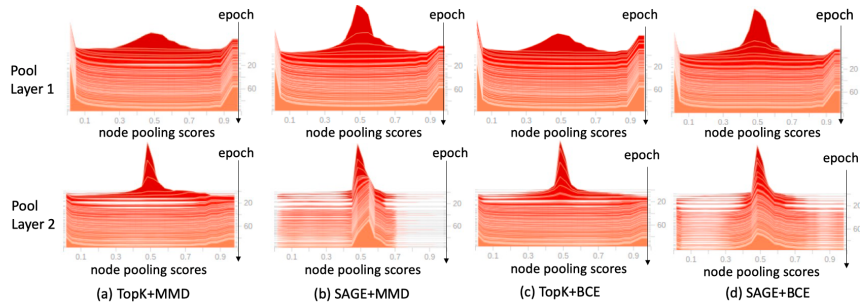 epoch epoch epoch epoch
Pool
Layer 1
20 20 20 20
60 60 60 60
0.1 0.3 0.5 0.7 0.9 0.1 0.3 0.5 0.7 0.9 0.1 0.3 0.5 0.7 0.9 0.1 0.3 0.5 0.7 0.9
node pooling scores node pooling scores node pooling scores node pooling scores
epoch epoch epoch epoch
Pool
Layer 2
20 20 20 20
60 60 60 60
0.1 0.3 0.5 0.7 0.9 0.1 0.3 0.5 0.7 0.9 0.1 0.3 0.5 0.7 0.9 0.1 0.3 0.5 0.7 0.9
node pooling scores node pooling scores node pooling scores node pooling scores
(a) TopK+MMD (b) SAGE+MMD (c) TopK+BCE (d) SAGE+BCE